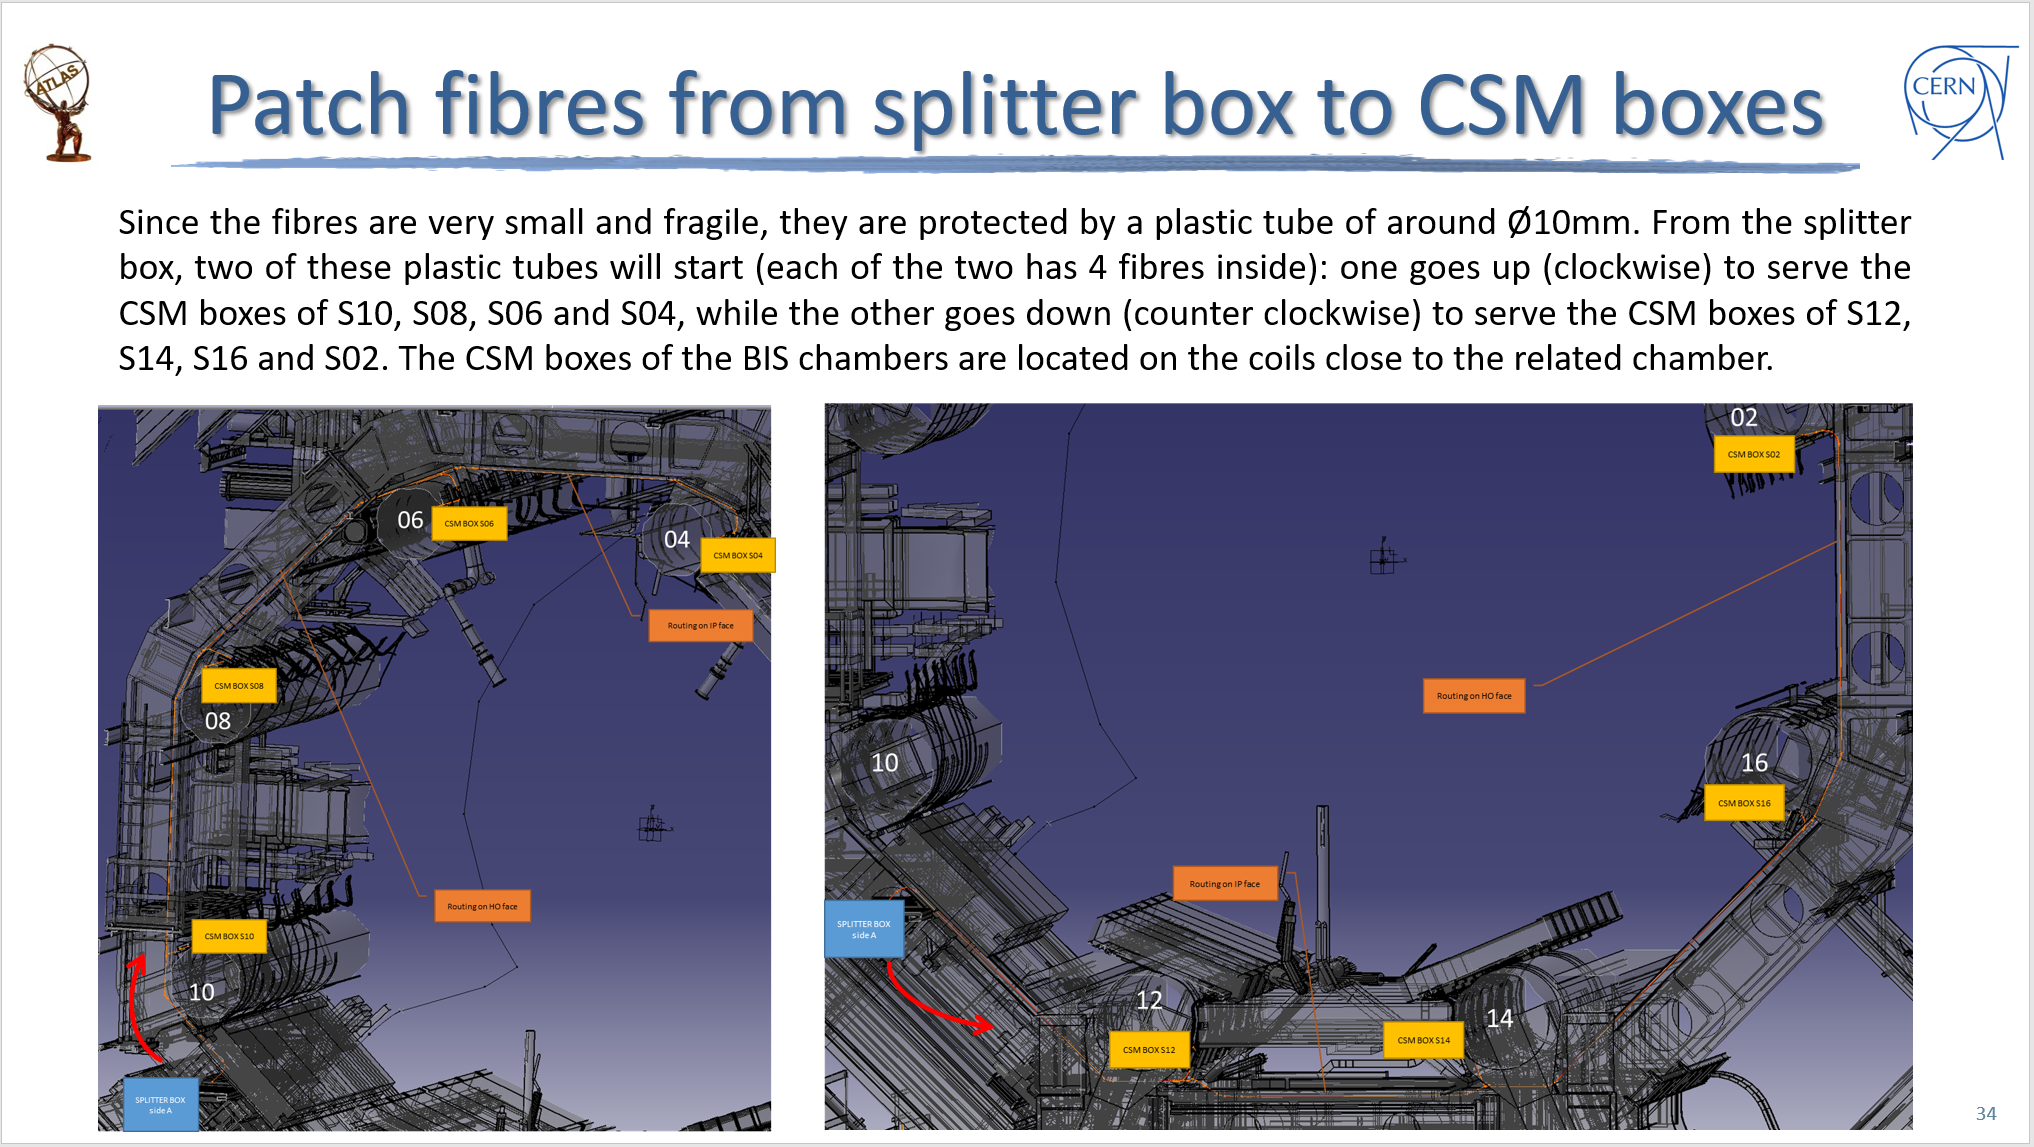 ATLAS
Patch fibres from splitter box to CSM boxes
CERN
Since the fibres are very small and fragile, they are protected by a plastic tube of around Ø10mm. From the splitter
box, two of these plastic tubes will start (each of the two has 4 fibres inside): one goes up (clockwise) to serve the
CSM boxes of S10, S08, S06 and S04, while the other goes down (counter clockwise) to serve the CSM boxes of S12,
S14, S16 and S02. The CSM boxes of the BIS chambers are located on the coils close to the related chamber.
06
CSM BOX S06
04
CSM BOX S04
Routing on IP face
CSM BOX S08
08
Routing on HO face
CSM BOX S10
10
SPLITTER BOX
side A
02
CSM BOX S02
Routing on HO face
10
16
CSM BOX S16
Routing on IP face
SPLITTER BOX
side A
12
CSM BOX S12
14
CSM BOX S14
34